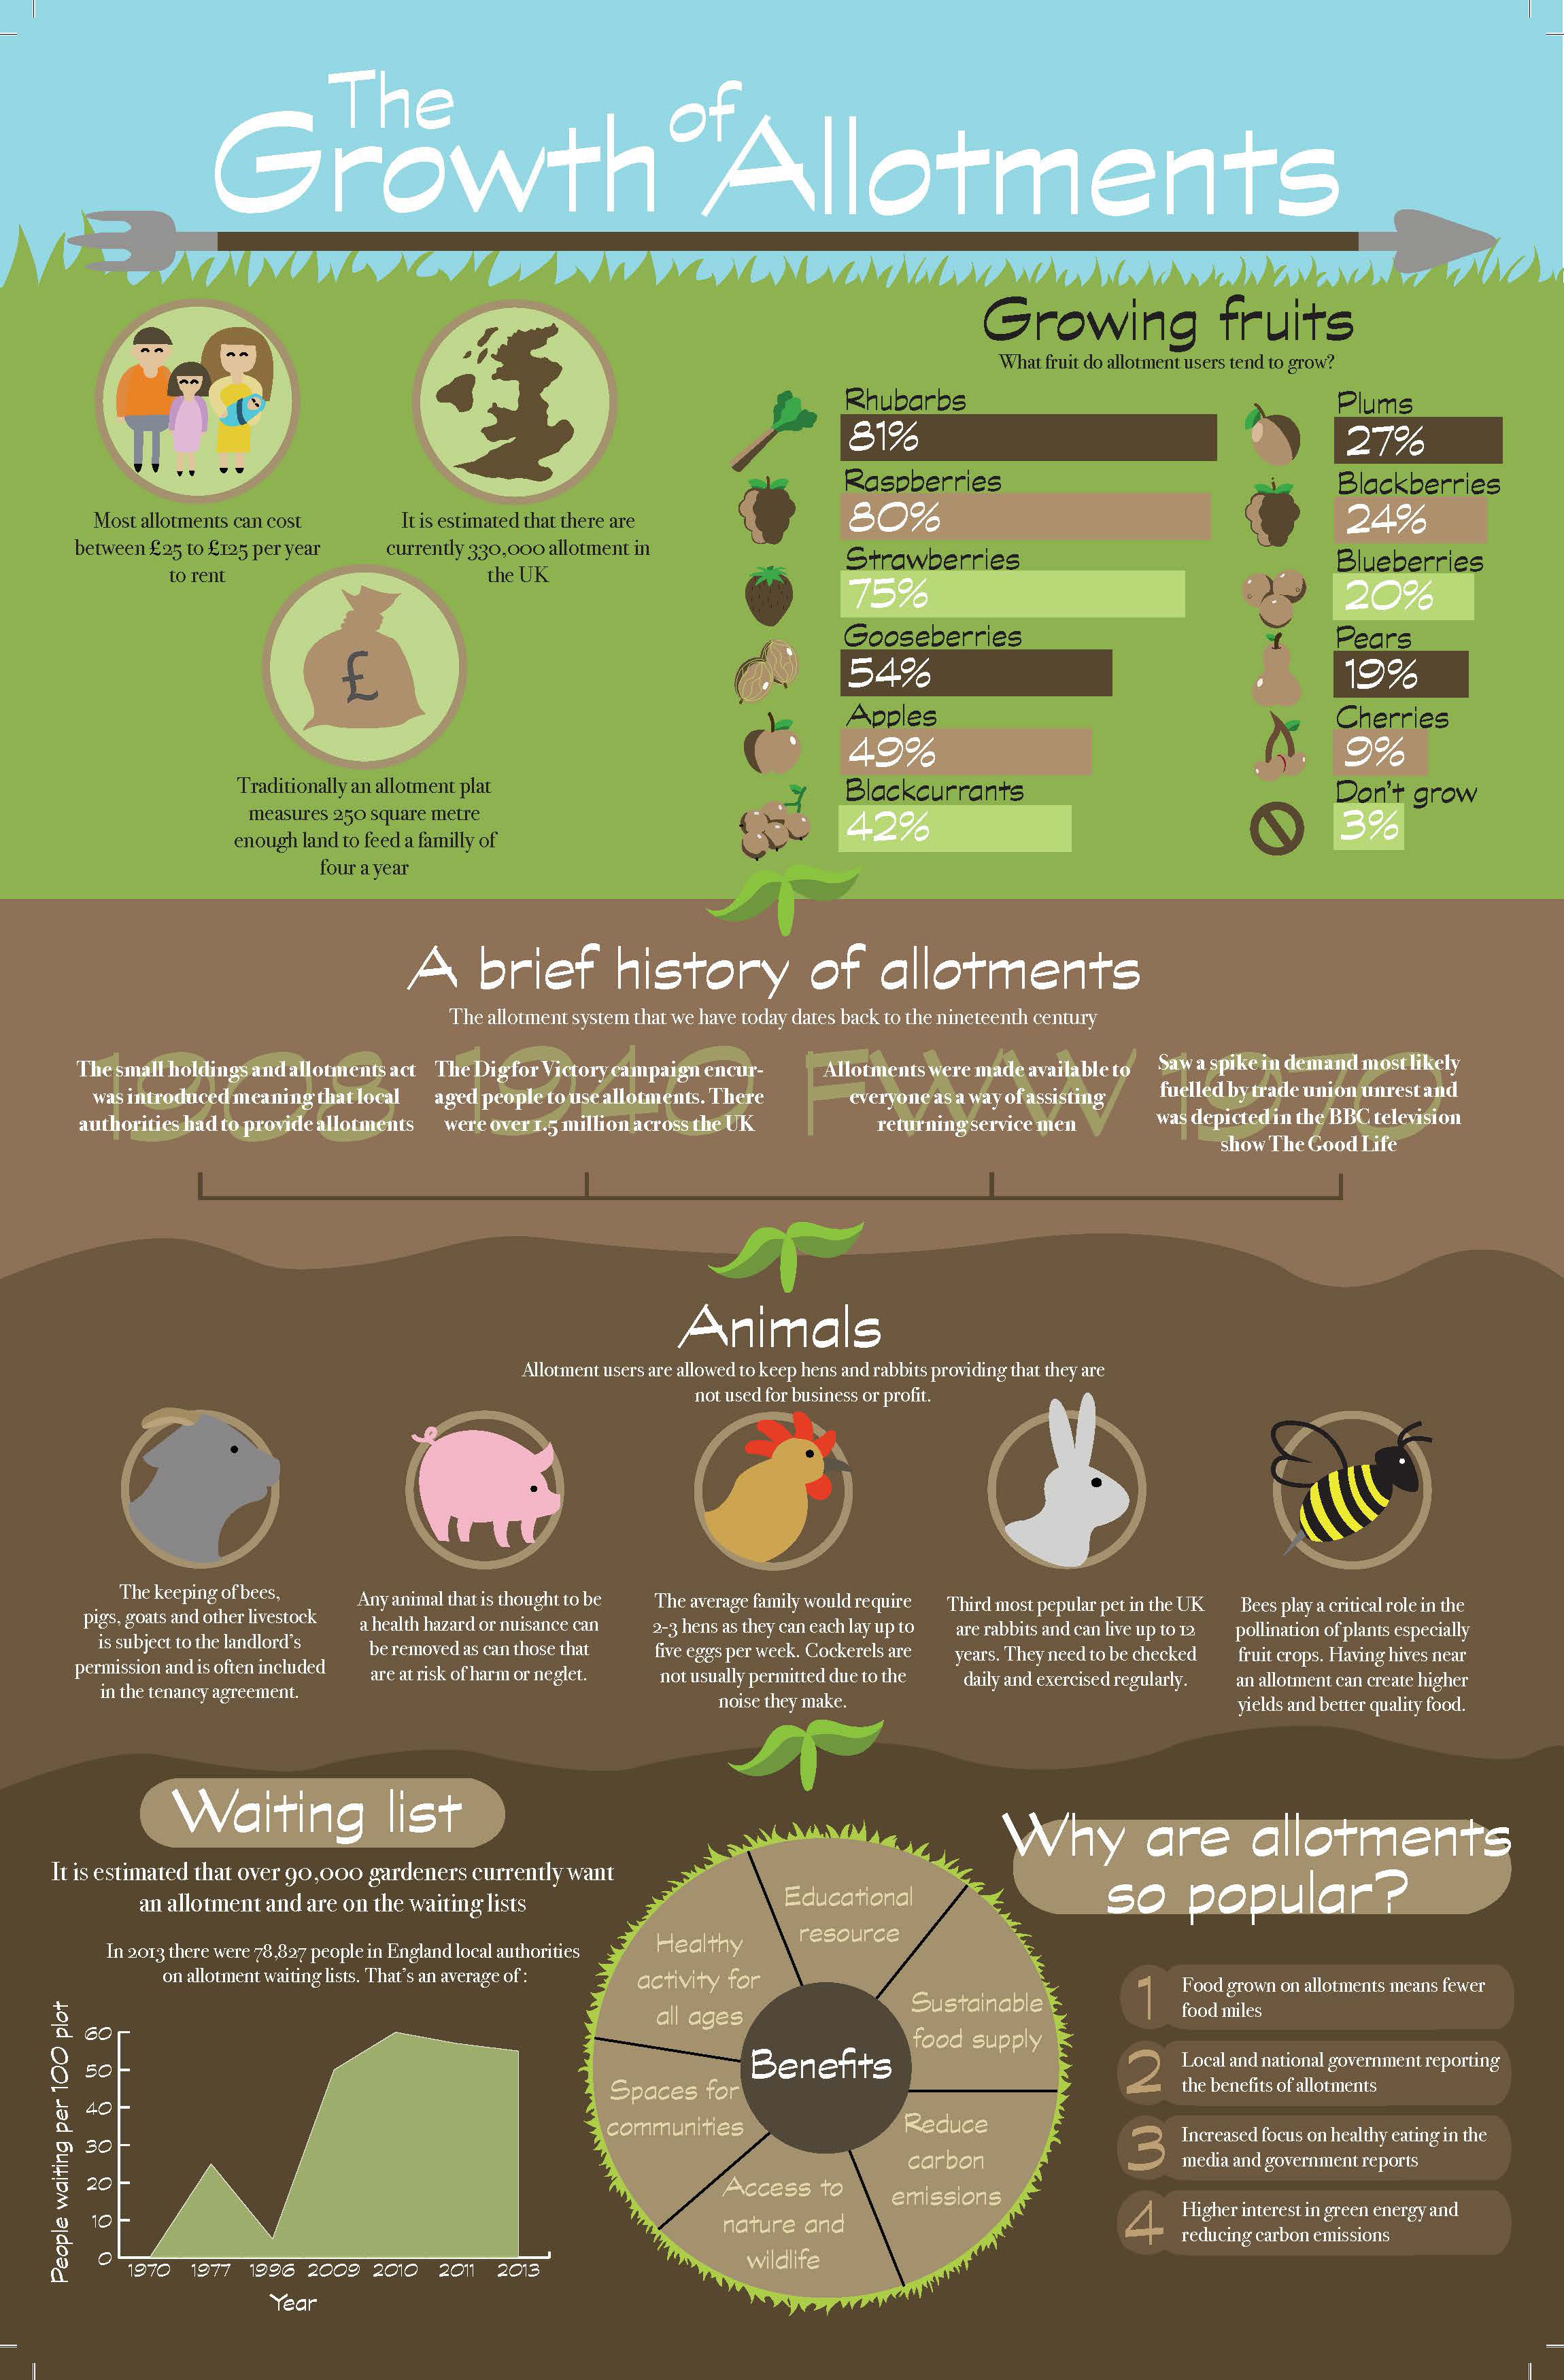 The
Growth of Allotments
Most allotments can cost
between £25 to £125 per year
to rent
It is estimated that there are
currently 330,000 allotment in
the UK
£
Traditionally an allotment plat
measures 250 square metre
enough land to feed a familly of
four a year
Growing fruits
What fruit do allotment users tend to grow?
Rhubarbs
81%
Raspberries
80%
Strawberries
75%
Gooseberries
54%
Apples
49%
Blackcurrants
42%
Plums
27%
Blackberries
24%
Blueberries
20%
Pears
19%
Cherries
9%
Don't grow
3%
A brief history of allotments
The allotment system that we have today dates back to the nineteenth century
1908
The small holdings and allotments act
was introduced meaning that local
authorities had to provide allotments
1940
The Dig for Victory campaign encur-
aged people to use allotments. There
were over 1.5 million across the UK
FWW
Allotments were made available to
everyone as a way of assisting
returning service men
Saw a spike in demand most likely
fuelled by trade union unrest and
was depicted in the BBC television
show The Good Life
Animals
Allotment users are allowed to keep hens and rabbits providing that they are
not used for business or profit.
The keeping of bees,
pigs, goats and other livestock
is subject to the landlord's
permission and is often included
in the tenancy agreement.
Any animal that is thought to be
a health hazard or nuisance can
be removed as can those that
are at risk of harm or neglet.
The average family would require
2-3 hens as they can each lay up to
five eggs per week. Cockerels are
not usually permitted due to the
noise they make.
Third most pepular pet in the UK
are rabbits and can live up to 12
years. They need to be checked
daily and exercised regularly.
Bees play a critical role in the
pollination of plants especially
fruit crops. Having hives near
an allotment can create higher
yields and better quality food.
Waiting list
It is estimated that over 90,000 gardeners currently want
an allotment and are on the waiting lists
In 2013 there were 78,827 people in England local authorities
on allotment waiting lists. That's an average of :
People waiting per 100 plot
60
50
40
30
20
10
0
1970 1977 1996 2009 2010 2011 2013
Year
Benefits
Educational
resource
Sustainable
food supply
Reduce
carbon
emissions
Access to
nature and
wildlife
Spaces for
communities
Healthy
activity for
all ages
Why are allotments
so popular?
1
Food grown on allotments means fewer
food miles
2
Local and national government reporting
the benefits of allotments
3
Increased focus on healthy eating in the
media and government reports
4
Higher interest in green energy and
reducing carbon emissions